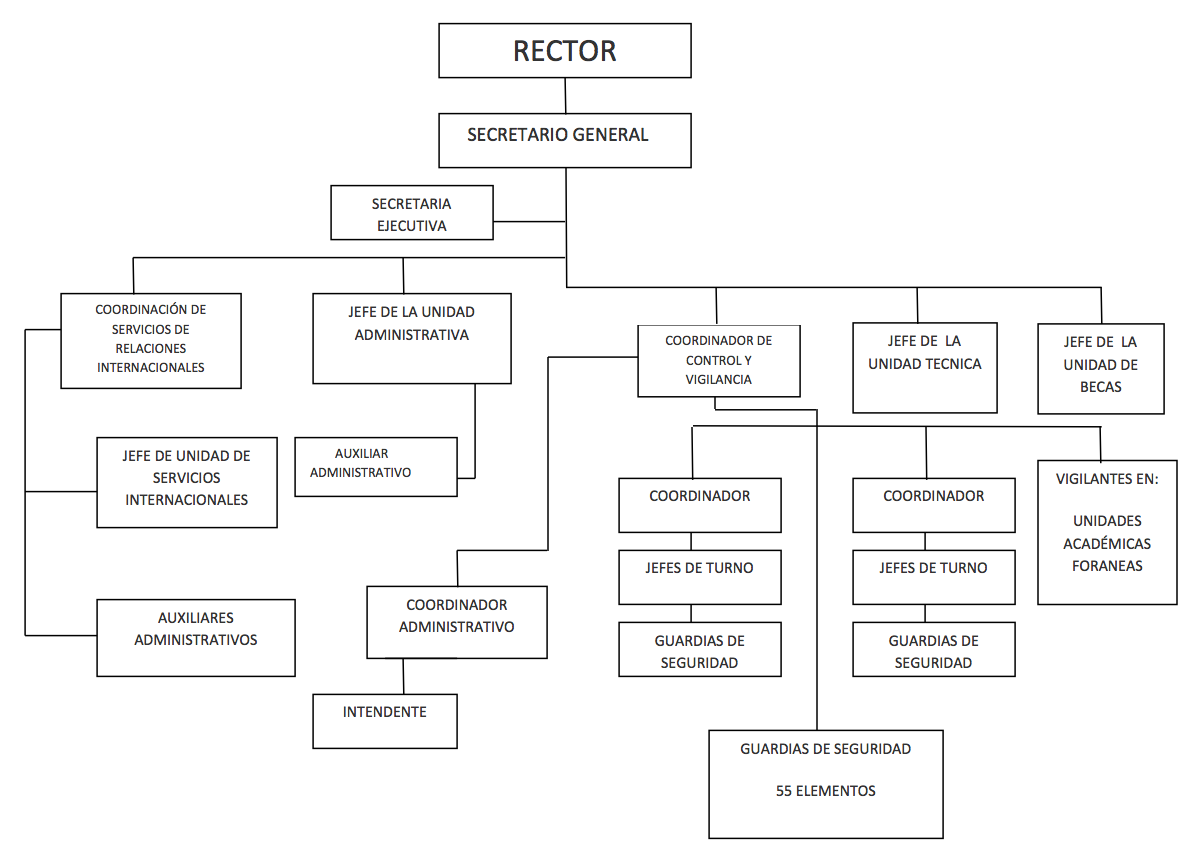 RECTOR
SECRETARIO GENERAL
SECRETARIA
EJECUTIVA
COORDINACIÓN DE
SERVICIOS DE
RELACIONES
INTERNACIONALES
JEFE DE LA UNIDAD
ADMINISTRATIVA
COORDINADOR DE
CONTROL Y
VIGILANCIA
JEFE DE LA
UNIDAD TECNICA
JEFE DE LA
UNIDAD DE
BECAS
JEFE DE UNIDAD DE
SERVICIOS
INTERNACIONALES
AUXILIAR
ADMINISTRATIVO
COORDINADOR
JEFES DE TURNO
GUARDIAS DE
SEGURIDAD
COORDINADOR
JEFES DE TURNO
GUARDIAS DE
SEGURIDAD
VIGILANTES EN:
UNIDADES
ACADÉMICAS
FORANEAS
AUXILIARES
ADMINISTRATIVOS
COORDINADOR
ADMINISTRATIVO
INTENDENTE
GUARDIAS DE SEGURIDAD
55 ELEMENTOS